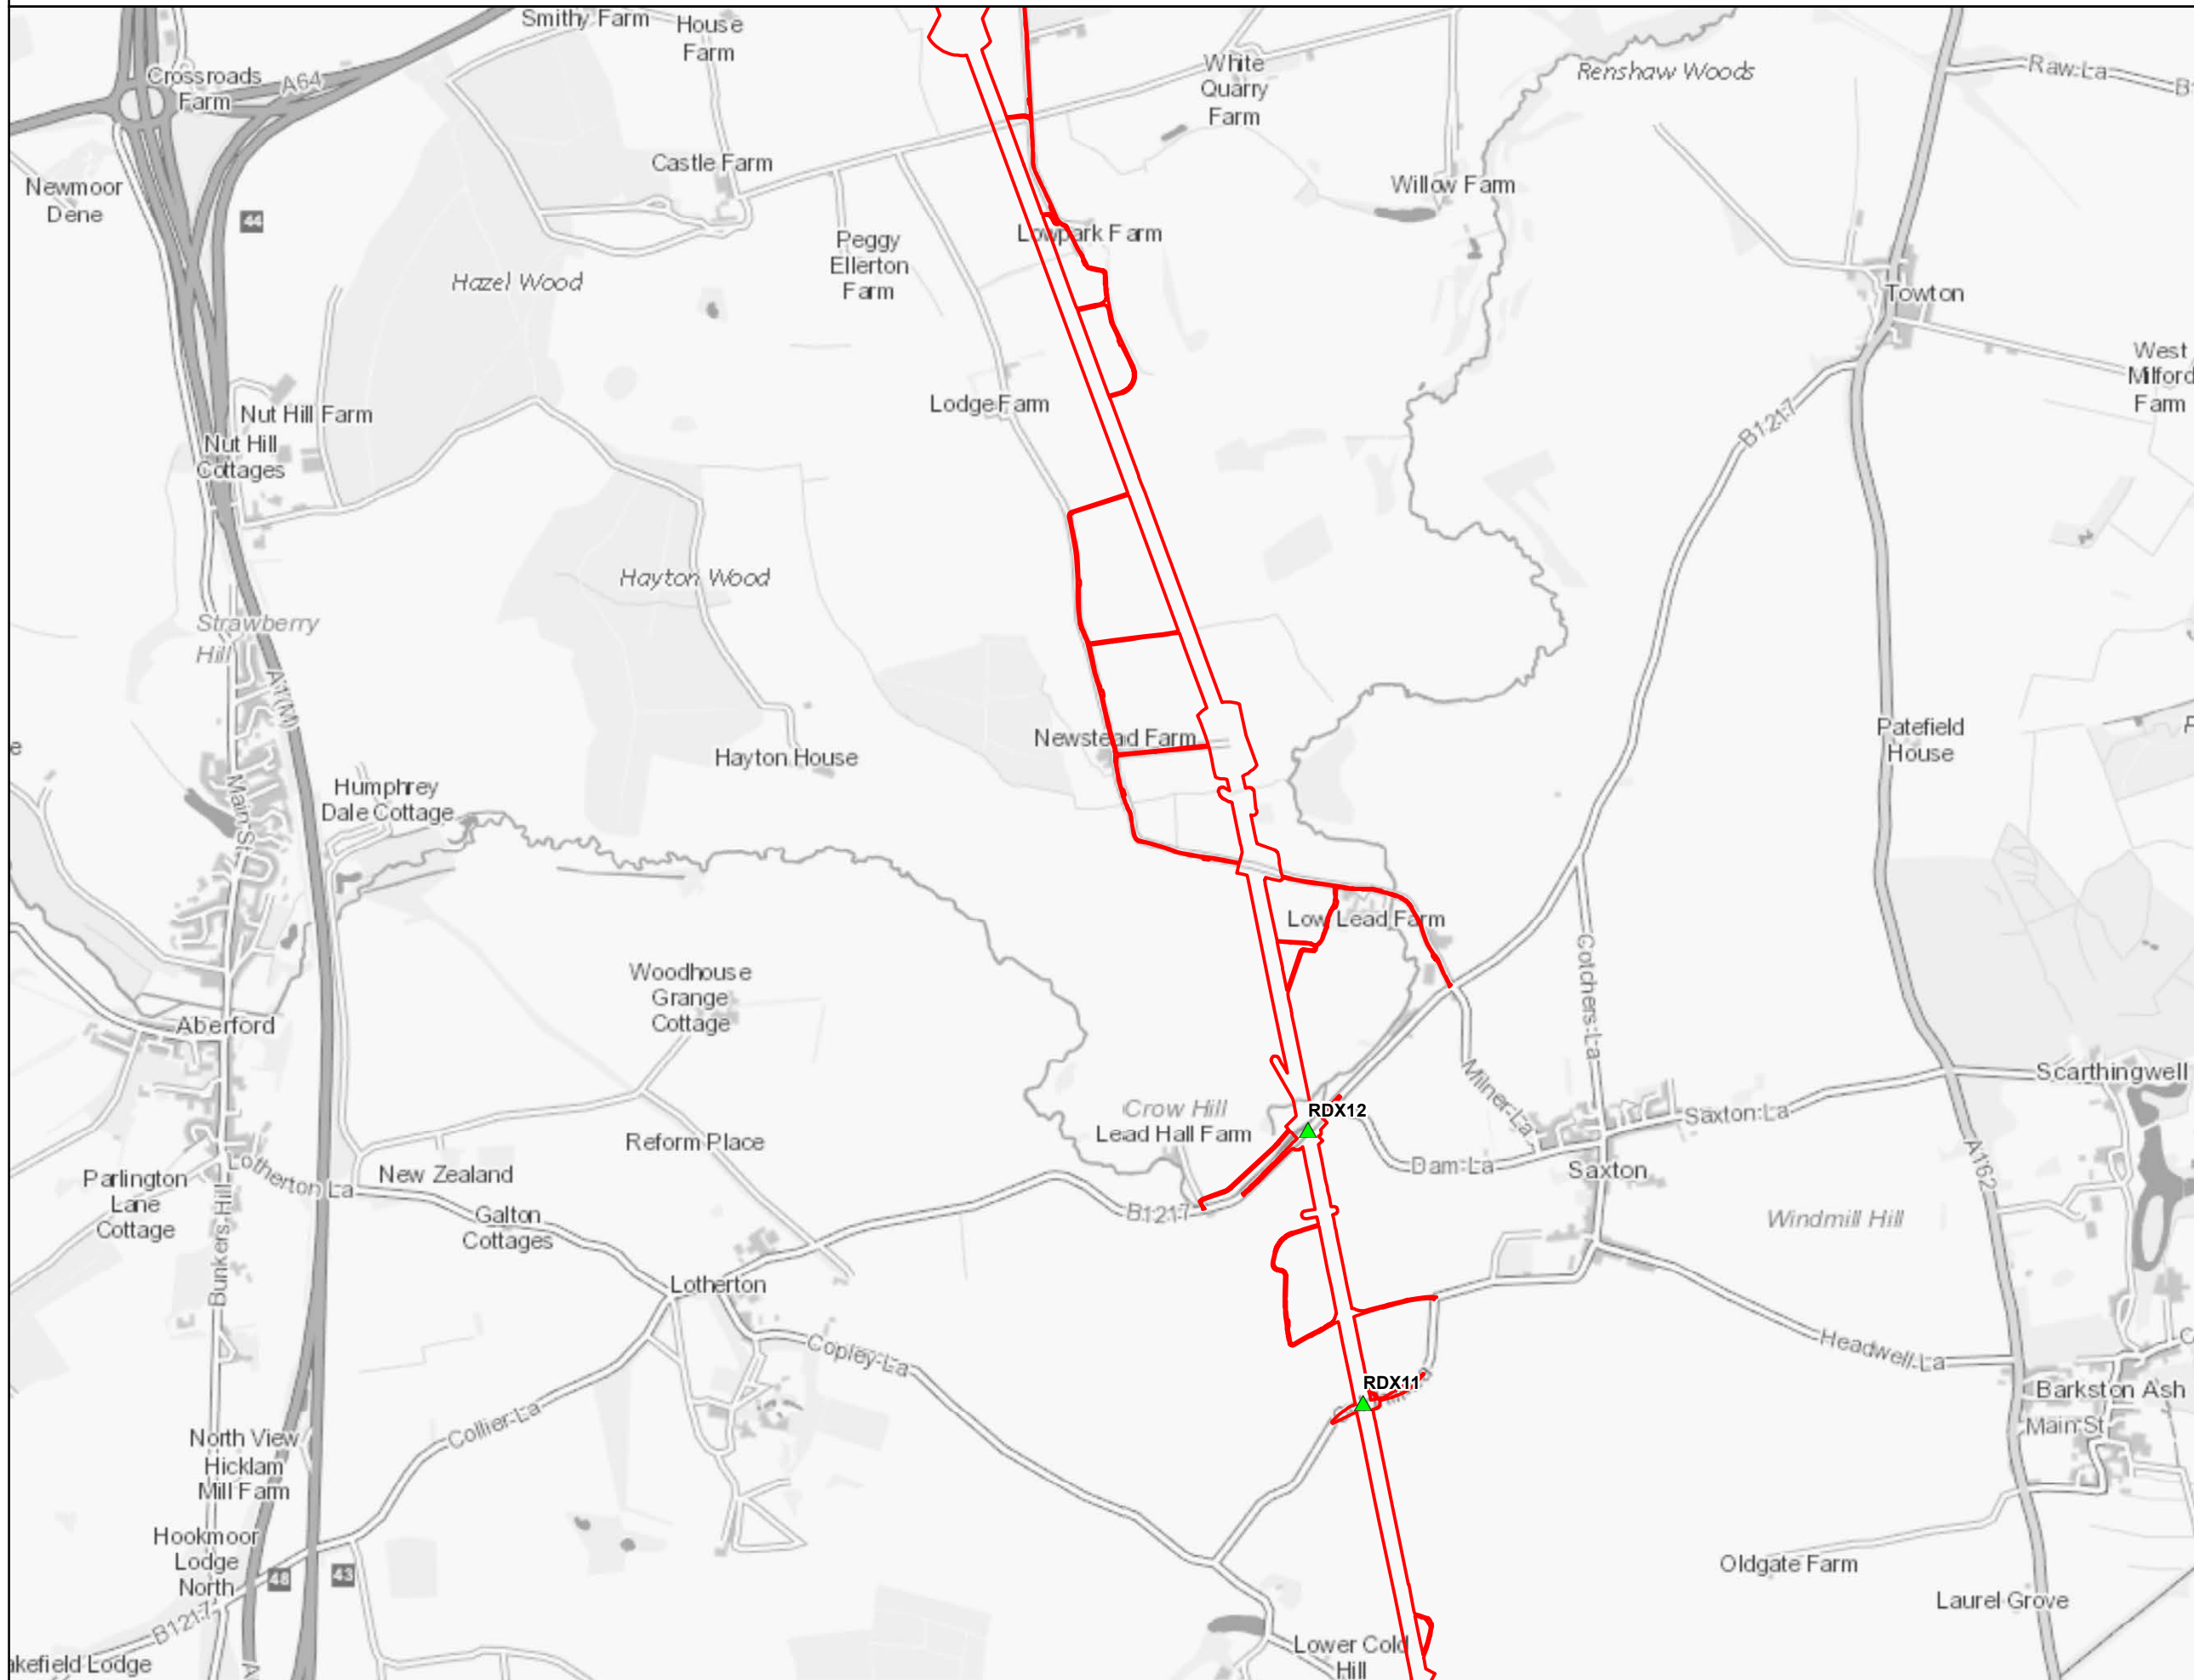 Smithy Farm
House
Farm
Crossroads
Farm
A64
White
Quarry
Farm
Renshaw Woods
Raw La
Newmoor
Dene
44
Castle Farm
Willow Farm
Lowpark Farm
Peggy
Ellerton
Farm
Hazel Wood
Towton
West
Milford
Farm
Lodge Farm
Nut Hill Farm
Nut Hill
Cottages
B1217
Hayton Wood
Strawberry
Hill
A1(M)
Newstead Farm
Hayton House
Patefield
House
Humphrey
Dale Cottage
Main St
Low Lead Farm
Cotchers La
Woodhouse
Grange
Cottage
Aberford
Scarthingwell
Milner La
Crow Hill
Lead Hall Farm
RDX12
Saxton La
Reform Place
Lotherton La
New Zealand
Parlington
Lane
Cottage
Dam La
Saxton
A162
Galton
Cottages
B1217
Windmill Hill
Bunkers Hill
Lotherton
Copley La
Headwell La
RDX11
Barkston Ash
Main St
Collier La
North View
Hicklam
Mill Farm
Hookmoor
Lodge
North
48
43
Oldgate Farm
Laurel Grove
B1217
Lower Cold
Hill
akefield Lodge